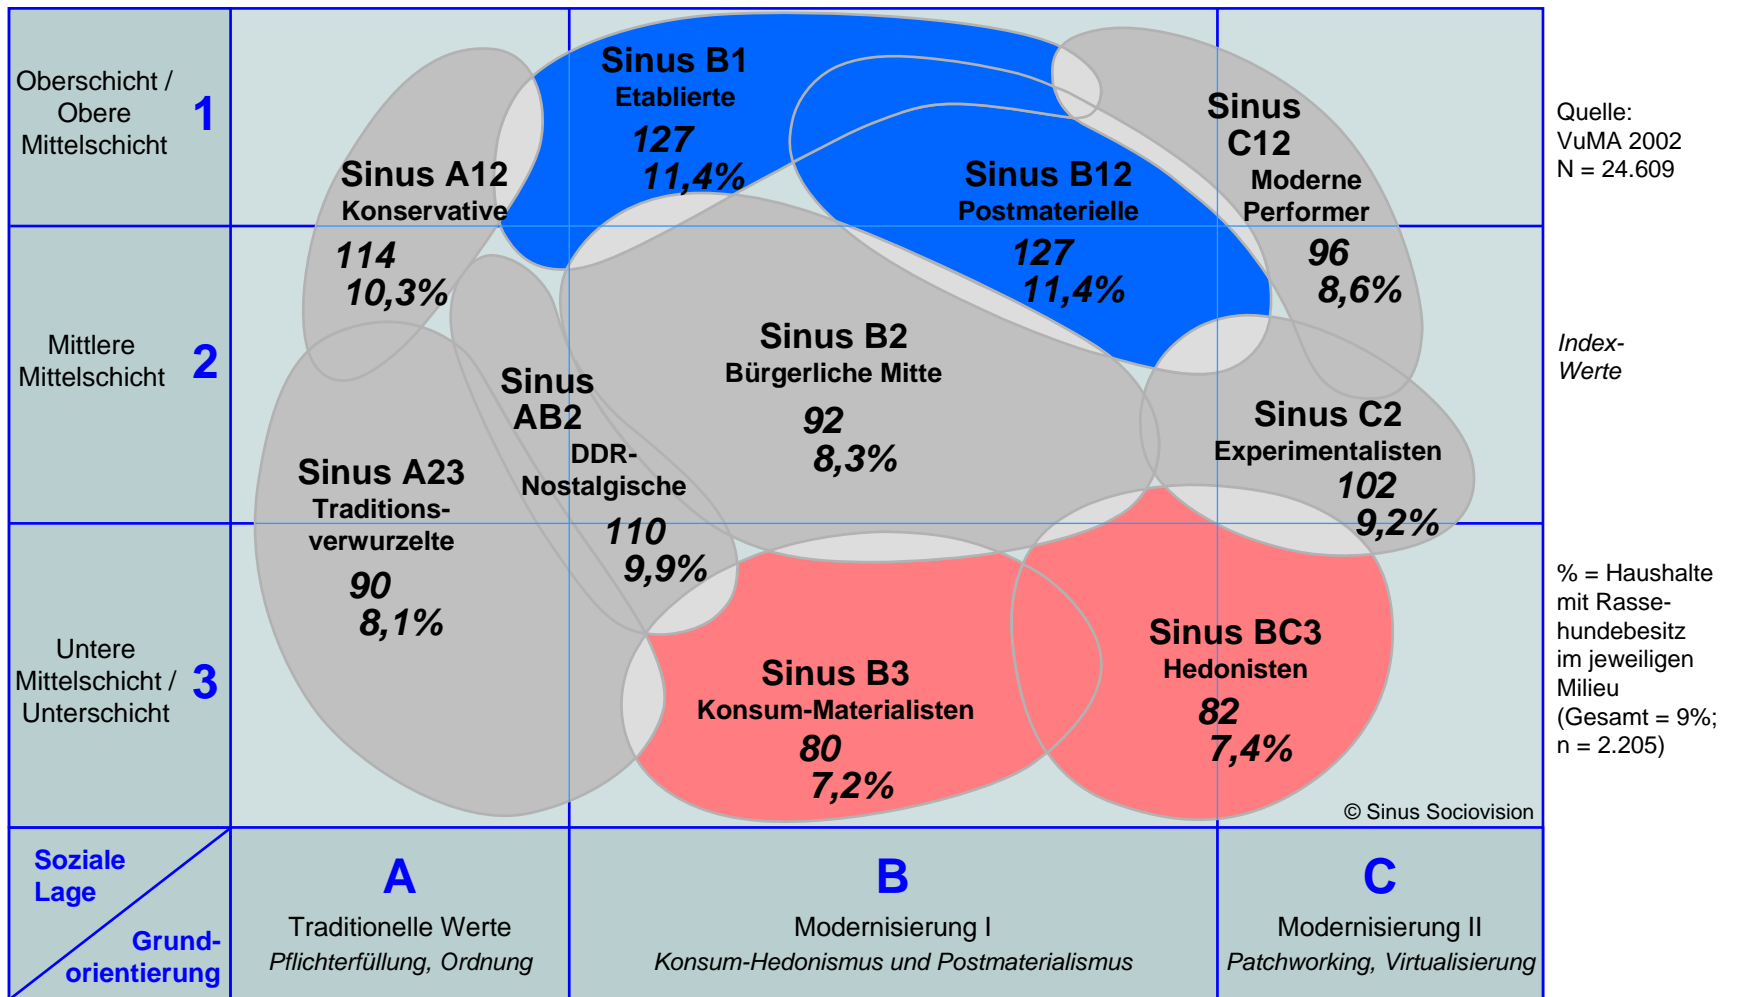 Oberschicht /
Obere
Mittelschicht
1
Mittlere
Mittelschicht
2
Untere
Mittelschicht /
Unterschicht
3
Sinus B1
Etablierte
127
11,4%
Sinus A12
Konservative
114
10,3%
Sinus B12
Postmaterielle
127
11,4%
Sinus
C12
Moderne
Performer
96
8,6%
Sinus B2
Bürgerliche Mitte
92
8,3%
Sinus
AB2
DDR-
Nostalgische
110
9,9%
Sinus C2
Experimentalisten
102
9,2%
Sinus A23
Traditions-
verwurzelte
90
8,1%
Sinus B3
Konsum-Materialisten
80
7,2%
Sinus BC3
Hedonisten
82
7,4%
© Sinus Sociovision
Quelle:
VuMA 2002
N = 24.609
Index-
Werte
% = Haushalte
mit Rasse-
hundebesitz
im jeweiligen
Milieu
(Gesamt = 9%;
n = 2.205)
Soziale
Lage
Grund-
orientierung
A
Traditionelle Werte
Pflichterfüllung, Ordnung
B
Modernisierung I
Konsum-Hedonismus und Postmaterialismus
C
Modernisierung II
Patchworking, Virtualisierung